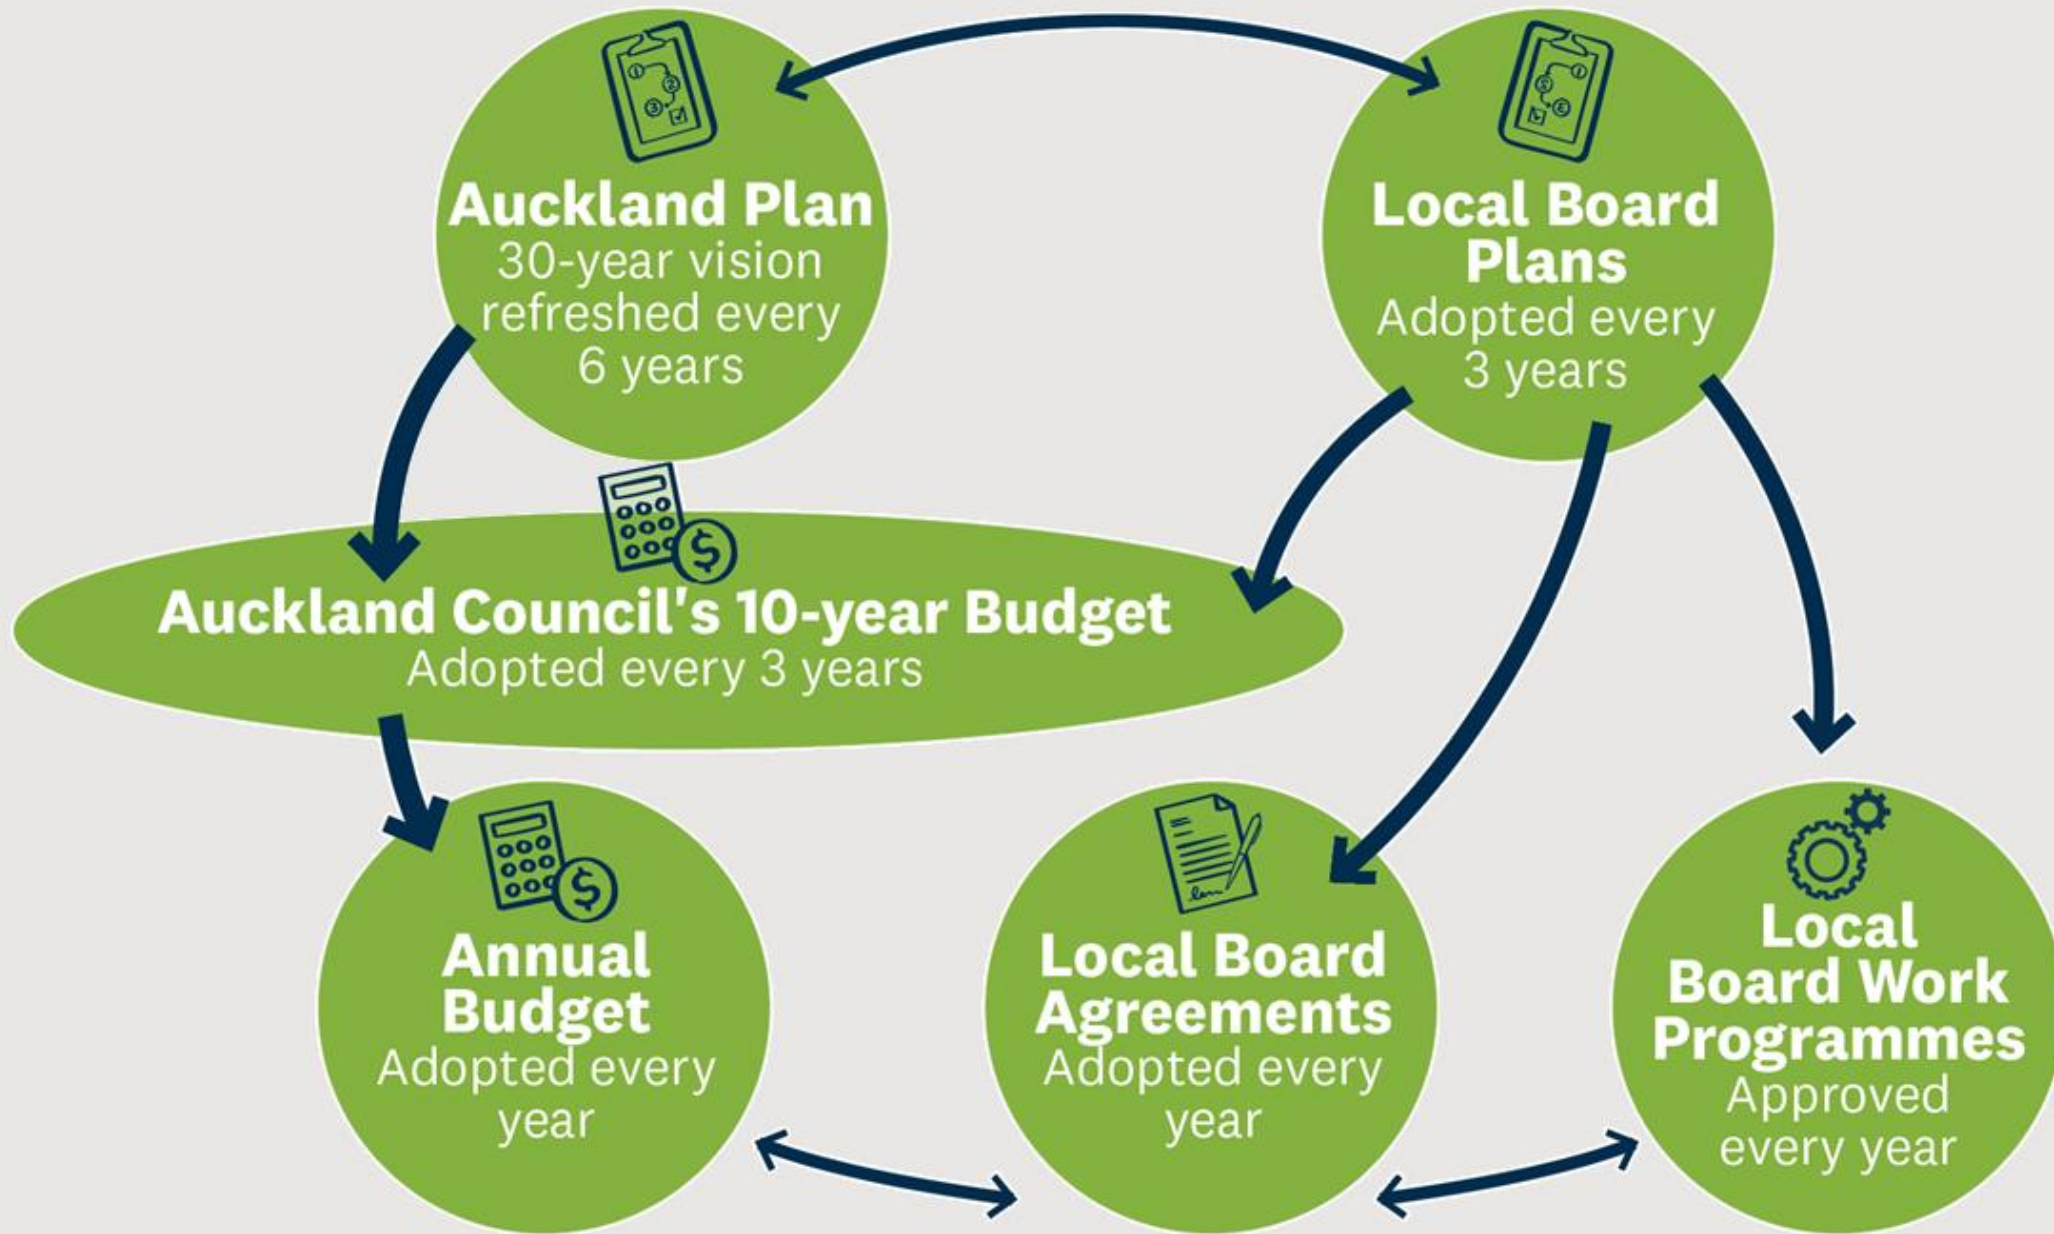 Auckland Plan
30-year vision
refreshed every
6 years
Local Board
Plans
Adopted every
3 years
Auckland Council's 10-year Budget
Adopted every 3 years
Annual
Budget
Adopted every
year
Local Board
Agreements
Adopted every
year
Local
Board Work
Programmes
Approved
every year